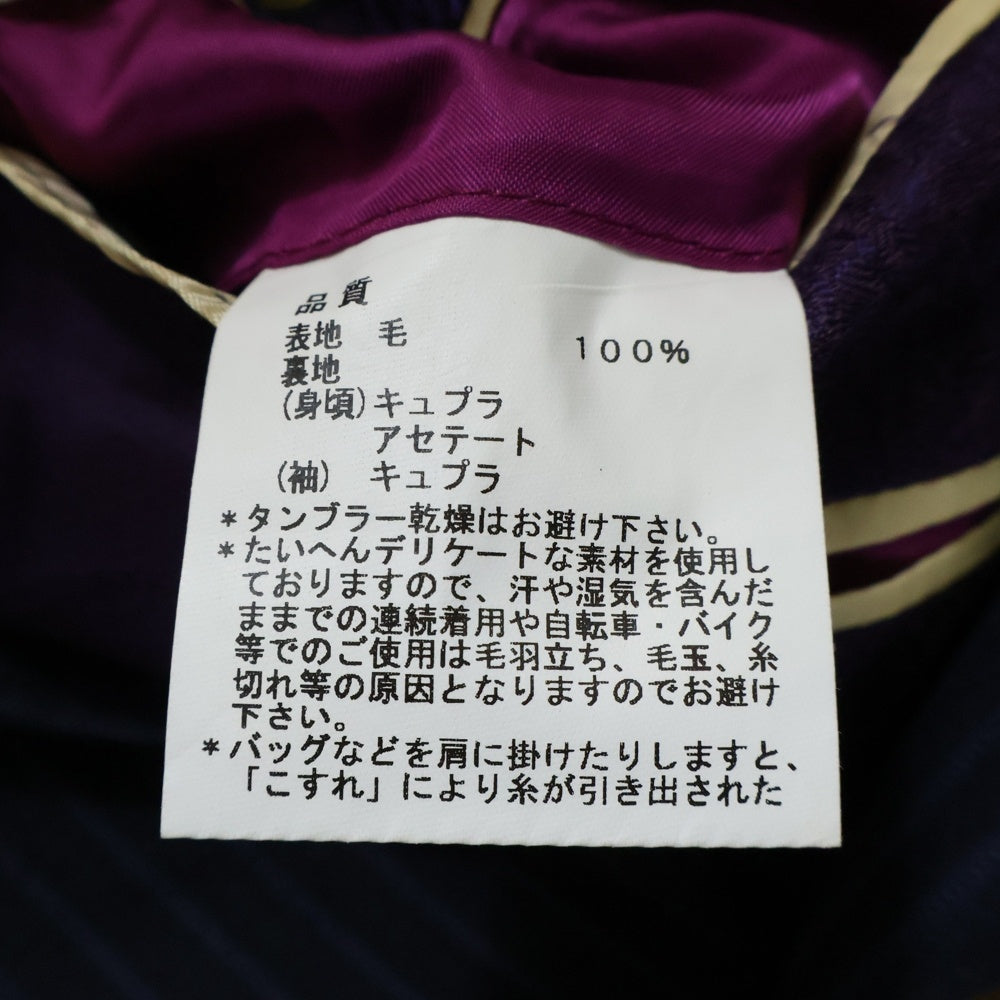 品質
表地 毛 100%
裏地
(身頃)キュプラ
アセテート
(袖) キュプラ
*タンブラー乾燥はお避け下さい。
*たいへんデリケートな素材を使用し
ておりますので、汗や湿気を含んだ
ままでの連続着用や自転車・バイク
等でのご使用は毛羽立ち、毛玉、糸
切れ等の原因となりますのでお避け
下さい。
*バッグなどを肩に掛けたりしますと、
「こすれ」により糸が引き出された